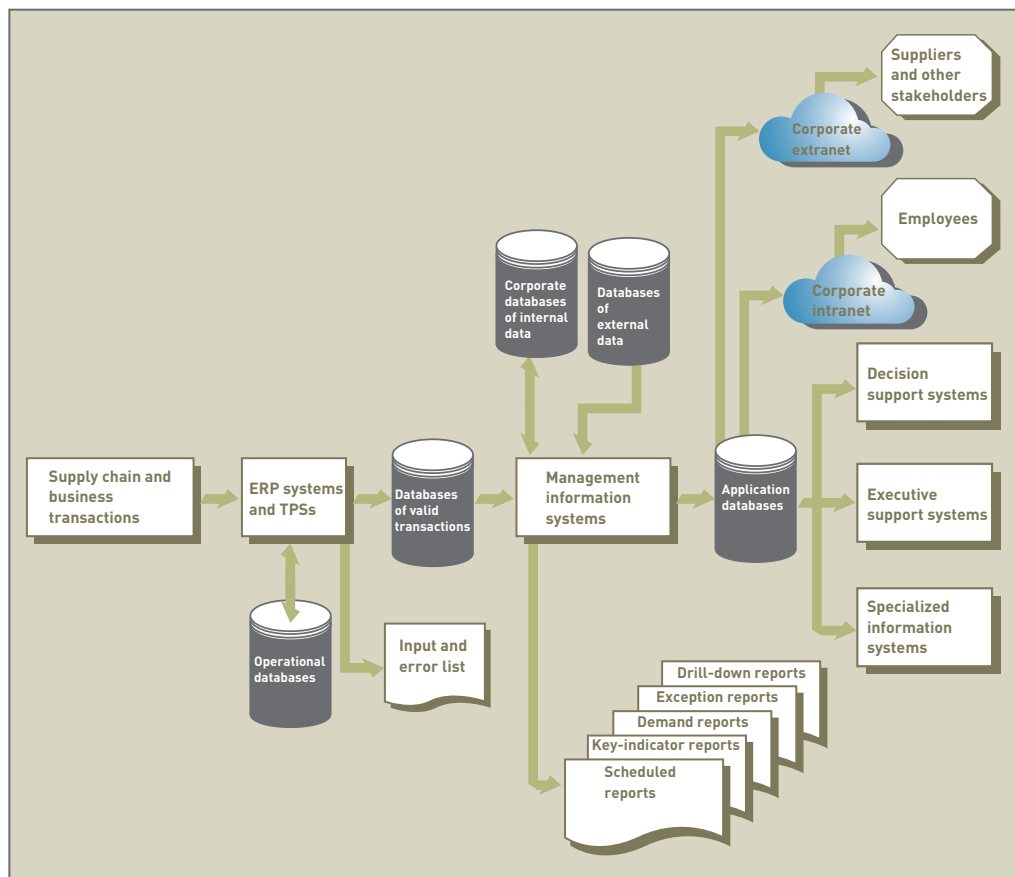 Suppliers
and other
stakeholders
Corporate
extranet
Employees
Corporate
intranet
Corporate
databases
of internal
data
Databases
of
external
data
Decision
support systems
Supply chain and
business
transactions
ERP systems
and TPSs
Databases
of valid
transactions
Management
information
systems
Application
databases
Executive
support systems
Operational
databases
Input and
error list
Specialized
information
systems
Drill-down reports
Exception reports
Demand reports
Key-indicator reports
Scheduled
reports